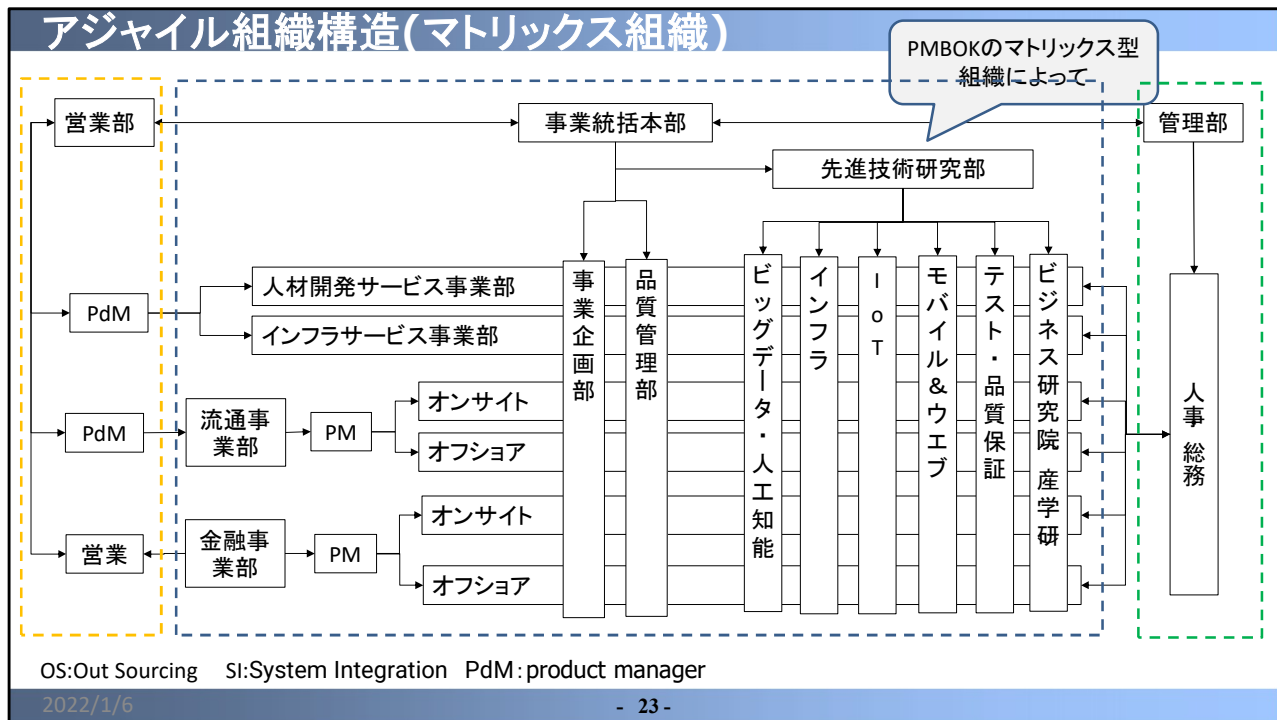 アジャイル組織構造(マトリックス組織)
PMBOKのマトリックス型
組織によって
営業部
事業統括本部
管理部
先進技術研究部
人材開発サービス事業部
インフラサービス事業部
PdM
オンサイト
オフショア
流通事
業部
PM
PdM
オンサイト
オフショア
金融事
業部
PM
営業
事業企画部
品質管理部
ビッグデータ・人工知能
インフラ
IoT
モバイル&ウエブ
テスト・品質保証
ビジネス研究院 産学研
人事・総務
OS:Out Sourcing SI:System Integration PdM:product manager
2022/1/6
- 23 -